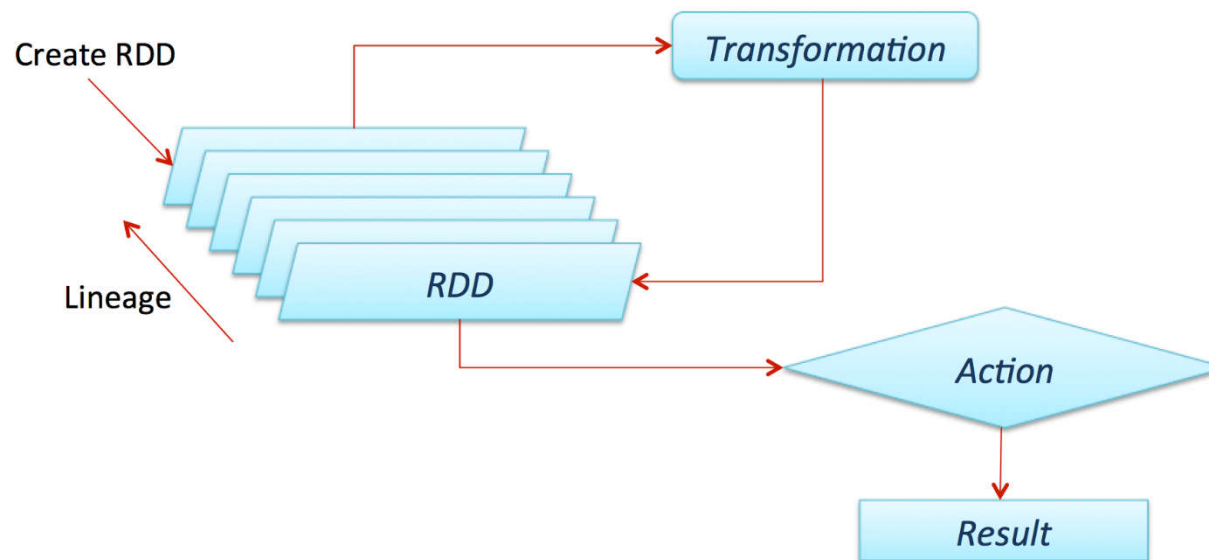 Transformation
Create RDD
RDD
Lineage
Action
Result